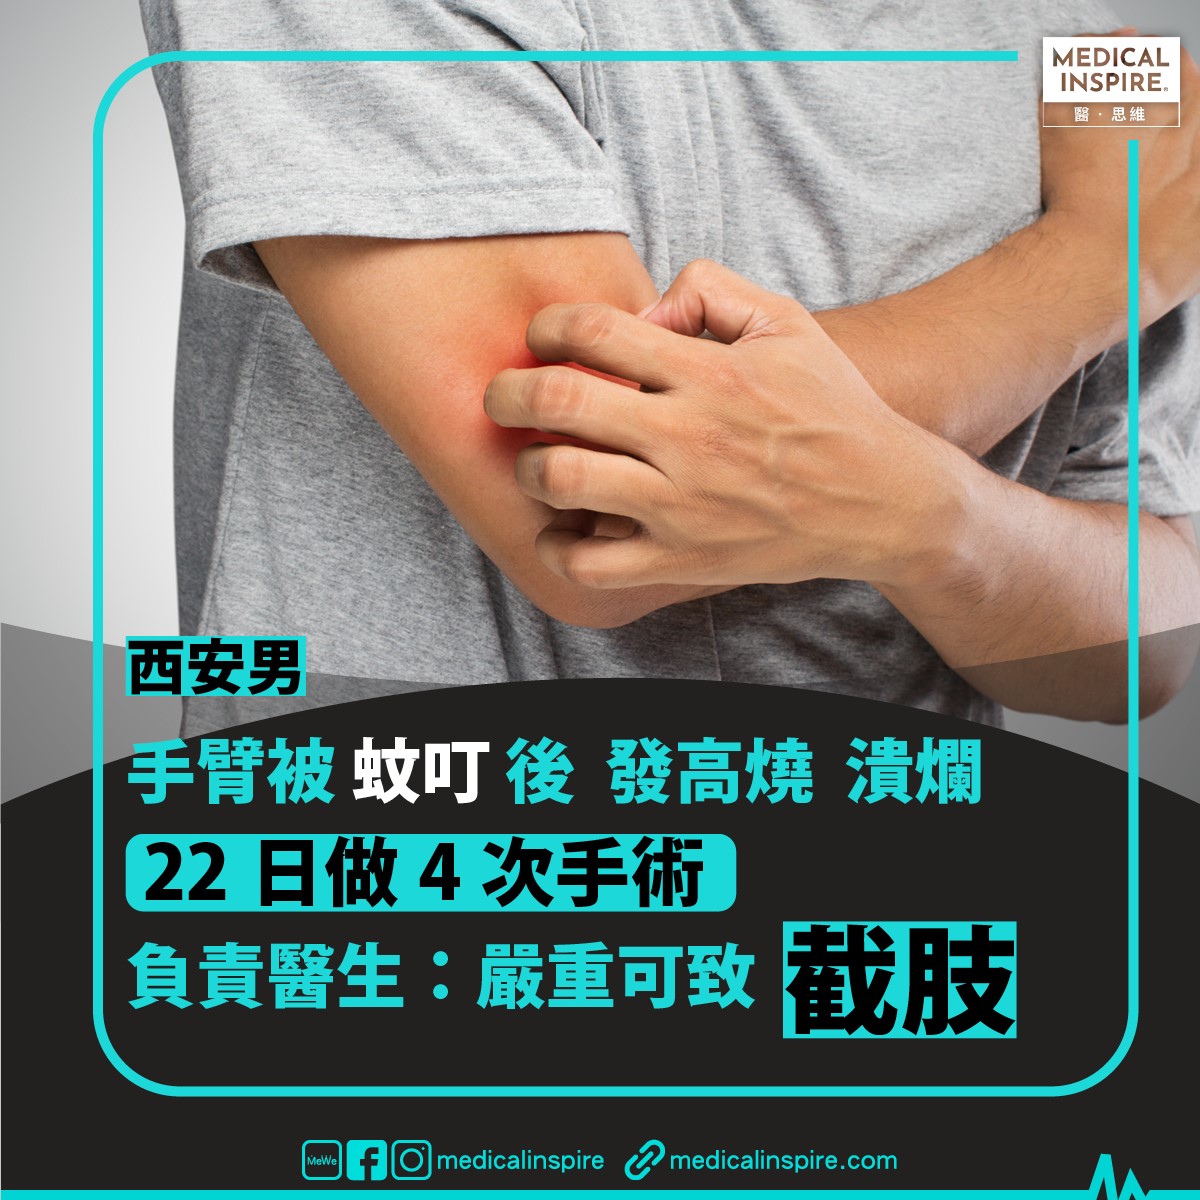 MEDICAL
INSPIRE®
醫·思維
西安男
手臂被 蚊叮 後 發高燒 潰爛
22 日做 4 次手術
負責醫生：嚴重可致 截肢
MeWe medicalinspire medicalinspire.com